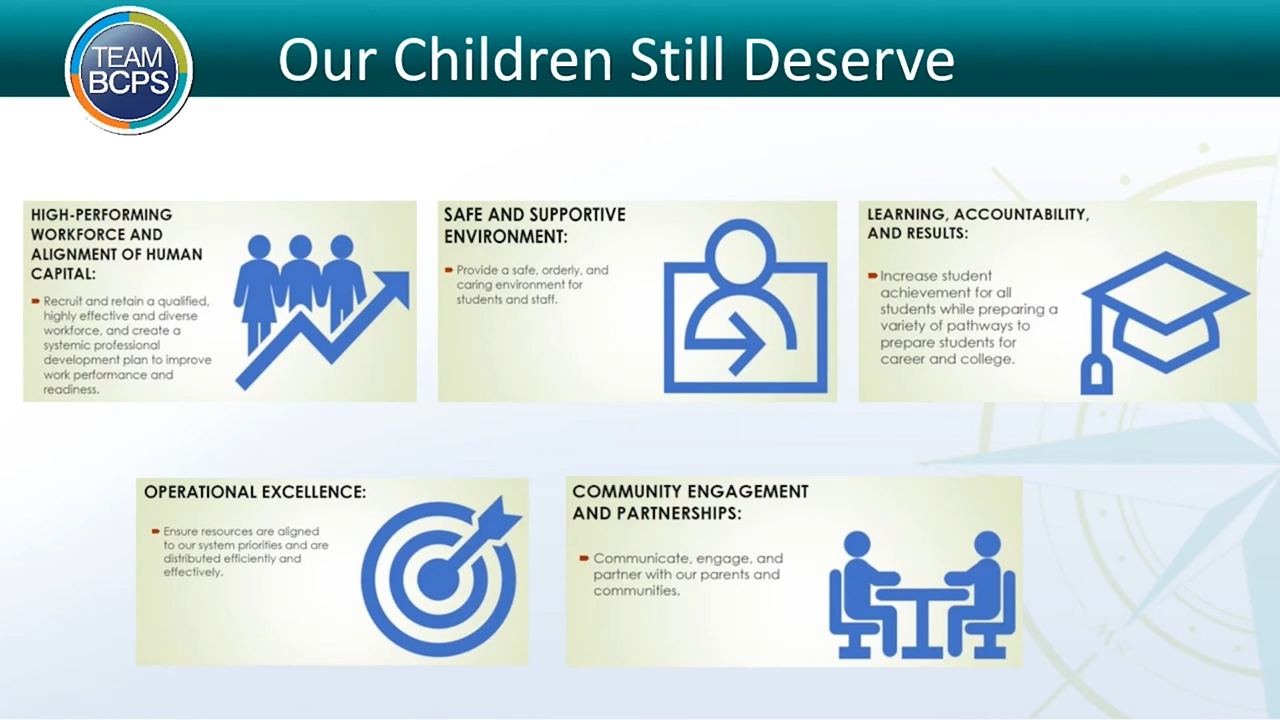 TEAM
BCPS
Our Children Still Deserve
HIGH-PERFORMING
WORKFORCE AND
ALIGNMENT OF HUMAN
CAPITAL:
Recruit and retain a qualified,
highly effective and diverse
workforce, and create a
systemic professional
development plan to improve
work performance and
readiness.
SAFE AND SUPPORTIVE
ENVIRONMENT:
Provide a safe, orderly, and
caring environment for
students and staff.
LEARNING, ACCOUNTABILITY,
AND RESULTS:
Increase student
achievement for all
students while preparing a
variety of pathways to
prepare students for
career and college.
OPERATIONAL EXCELLENCE:
Ensure resources are aligned
to our system priorities and are
distributed efficiently and
effectively.
COMMUNITY ENGAGEMENT
AND PARTNERSHIPS:
Communicate, engage, and
partner with our parents and
communities.